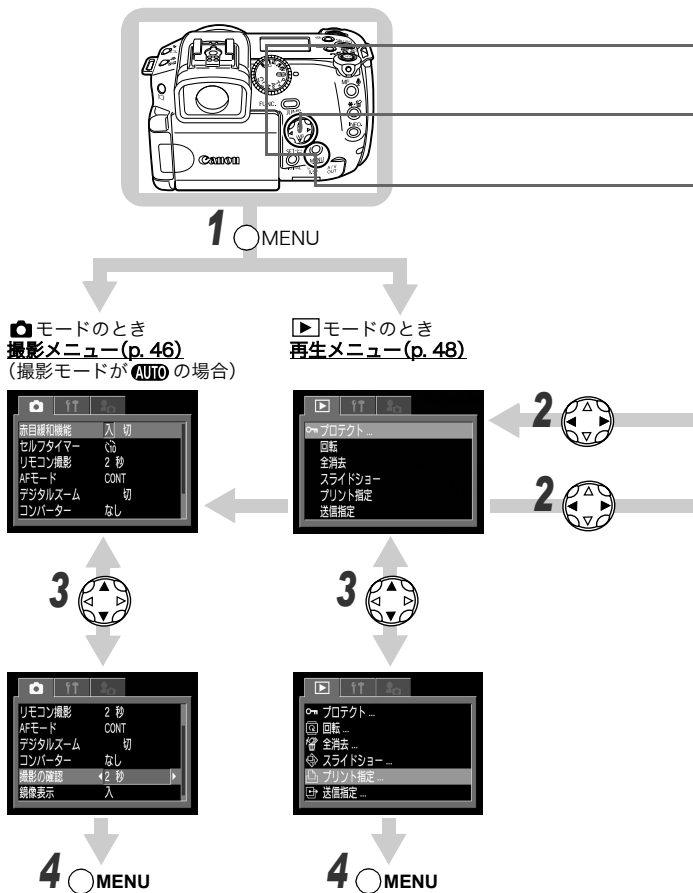 MF
FUNC.
INFO.
Canon
SET
MENU
A/V OUT
1 MENU
モードのとき
撮影メニュー(p. 46)
(撮影モードが AUTO の場合)
モードのとき
再生メニュー(p. 48)
赤目緩和機能 入 切
セルフタイマー
リモコン撮影 2 秒
AFモード CONT
デジタルズーム 切
コンバーター なし
プロテクト...
回転
全消去
スライドショー
プリント指定
送信指定
2
2
3
3
リモコン撮影 2 秒
AFモード CONT
デジタルズーム 切
コンバーター なし
撮影の確認 2 秒
鏡像表示 入
プロテクト...
回転...
全消去...
スライドショー...
プリント指定...
送信指定...
4 MENU
4 MENU